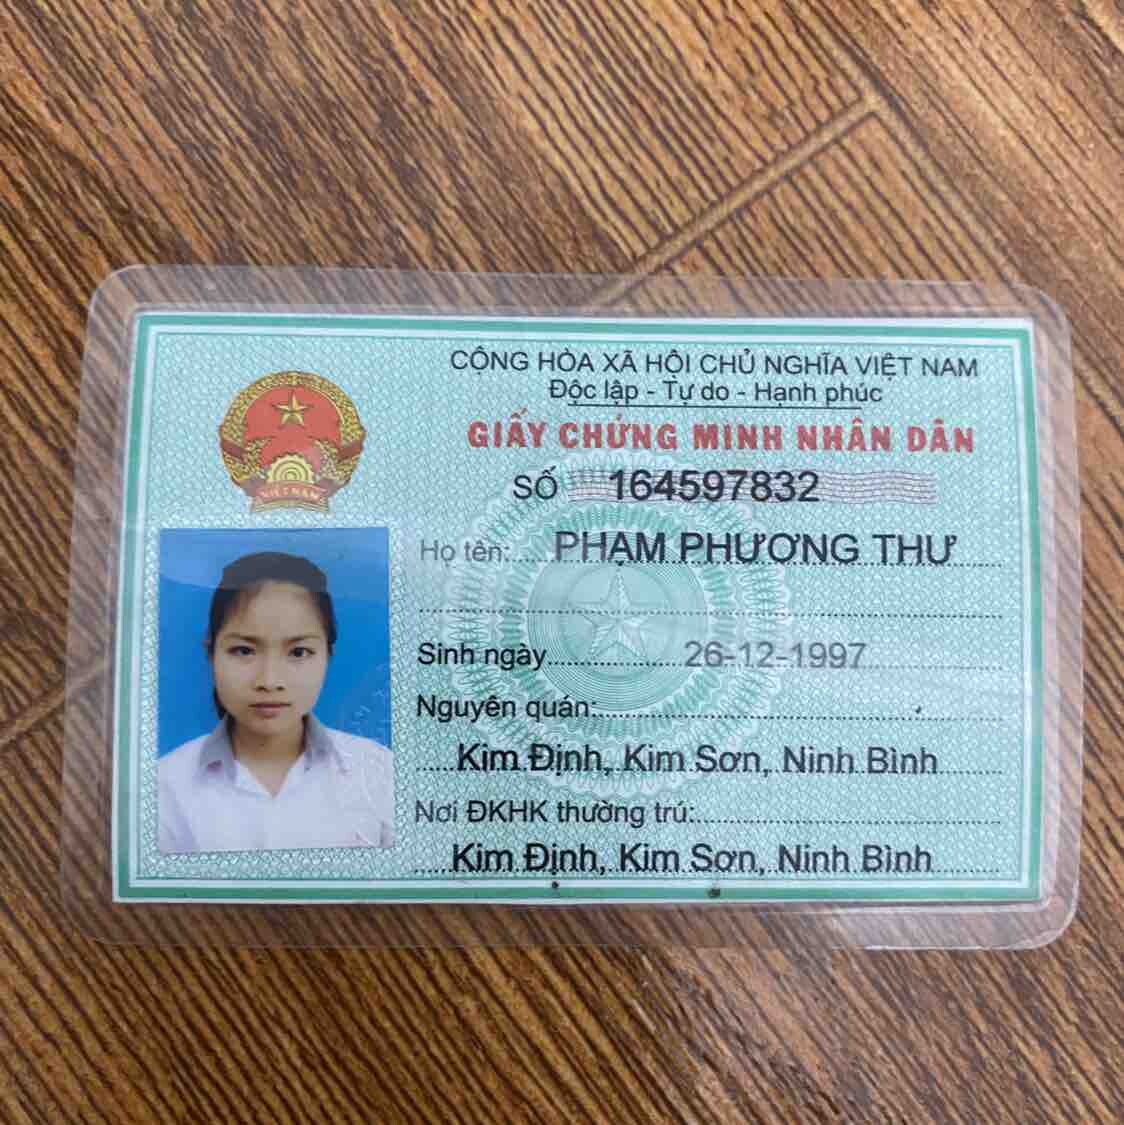 CỘNG HÒA XÃ HỘI CHỦ NGHĨA VIỆT NAM
Độc lập - Tự do - Hạnh phúc
GIẤY CHỨNG MINH NHÂN DÂN
SỐ 164597832
VIỆT NAM
Họ tên: PHẠM PHƯƠNG THƯ
Sinh ngày 26-12-1997
Nguyên quán:
Kim Định, Kim Sơn, Ninh Bình
Nơi ĐKHK thường trú:
Kim Định, Kim Sơn, Ninh Bình